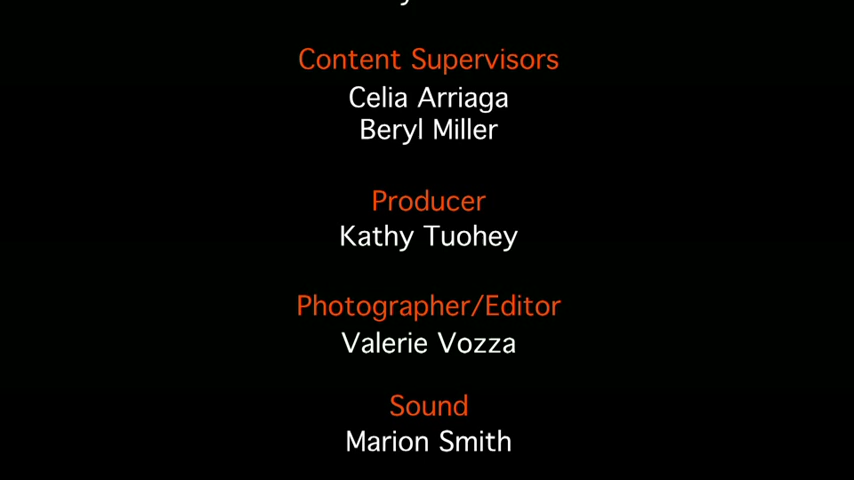 Content Supervisors
Celia Arriaga
Beryl Miller
Producer
Kathy Tuohey
Photographer/Editor
Valerie Vozza
Sound
Marion Smith